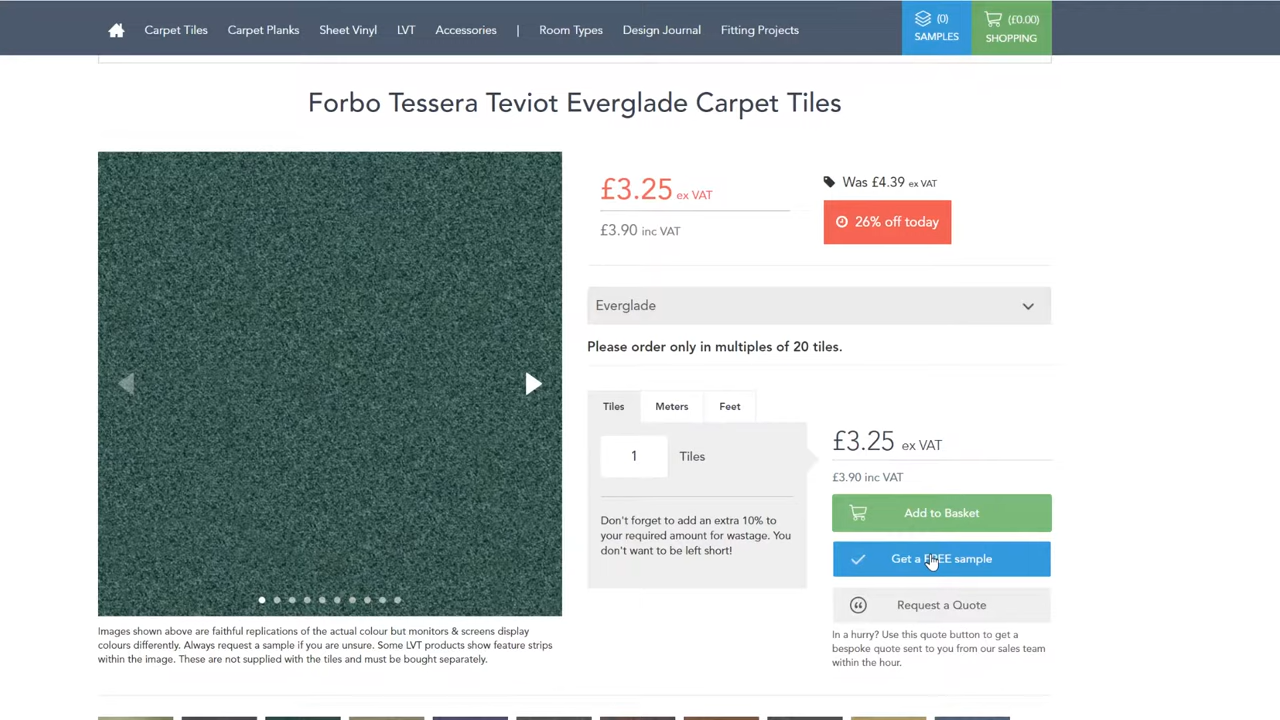 Carpet Tiles Carpet Planks Sheet Vinyl LVT Accessories | Room Types Design Journal Fitting Projects
(0)
SAMPLES
(£0.00)
SHOPPING
Forbo Tessera Teviot Everglade Carpet Tiles
£3.25 ex VAT
£3.90 inc VAT
Was £4.39 ex VAT
26% off today
Everglade
Please order only in multiples of 20 tiles.
Tiles Meters Feet
1 Tiles
Don't forget to add an extra 10% to
your required amount for wastage. You
don't want to be left short!
£3.25 ex VAT
£3.90 inc VAT
Add to Basket
Get a FREE sample
Request a Quote
In a hurry? Use this quote button to get a
bespoke quote sent to you from our sales team
within the hour.
Images shown above are faithful replications of the actual colour but monitors & screens display
colours differently. Always request a sample if you are unsure. Some LVT products show feature strips
within the image. These are not supplied with the tiles and must be bought separately.